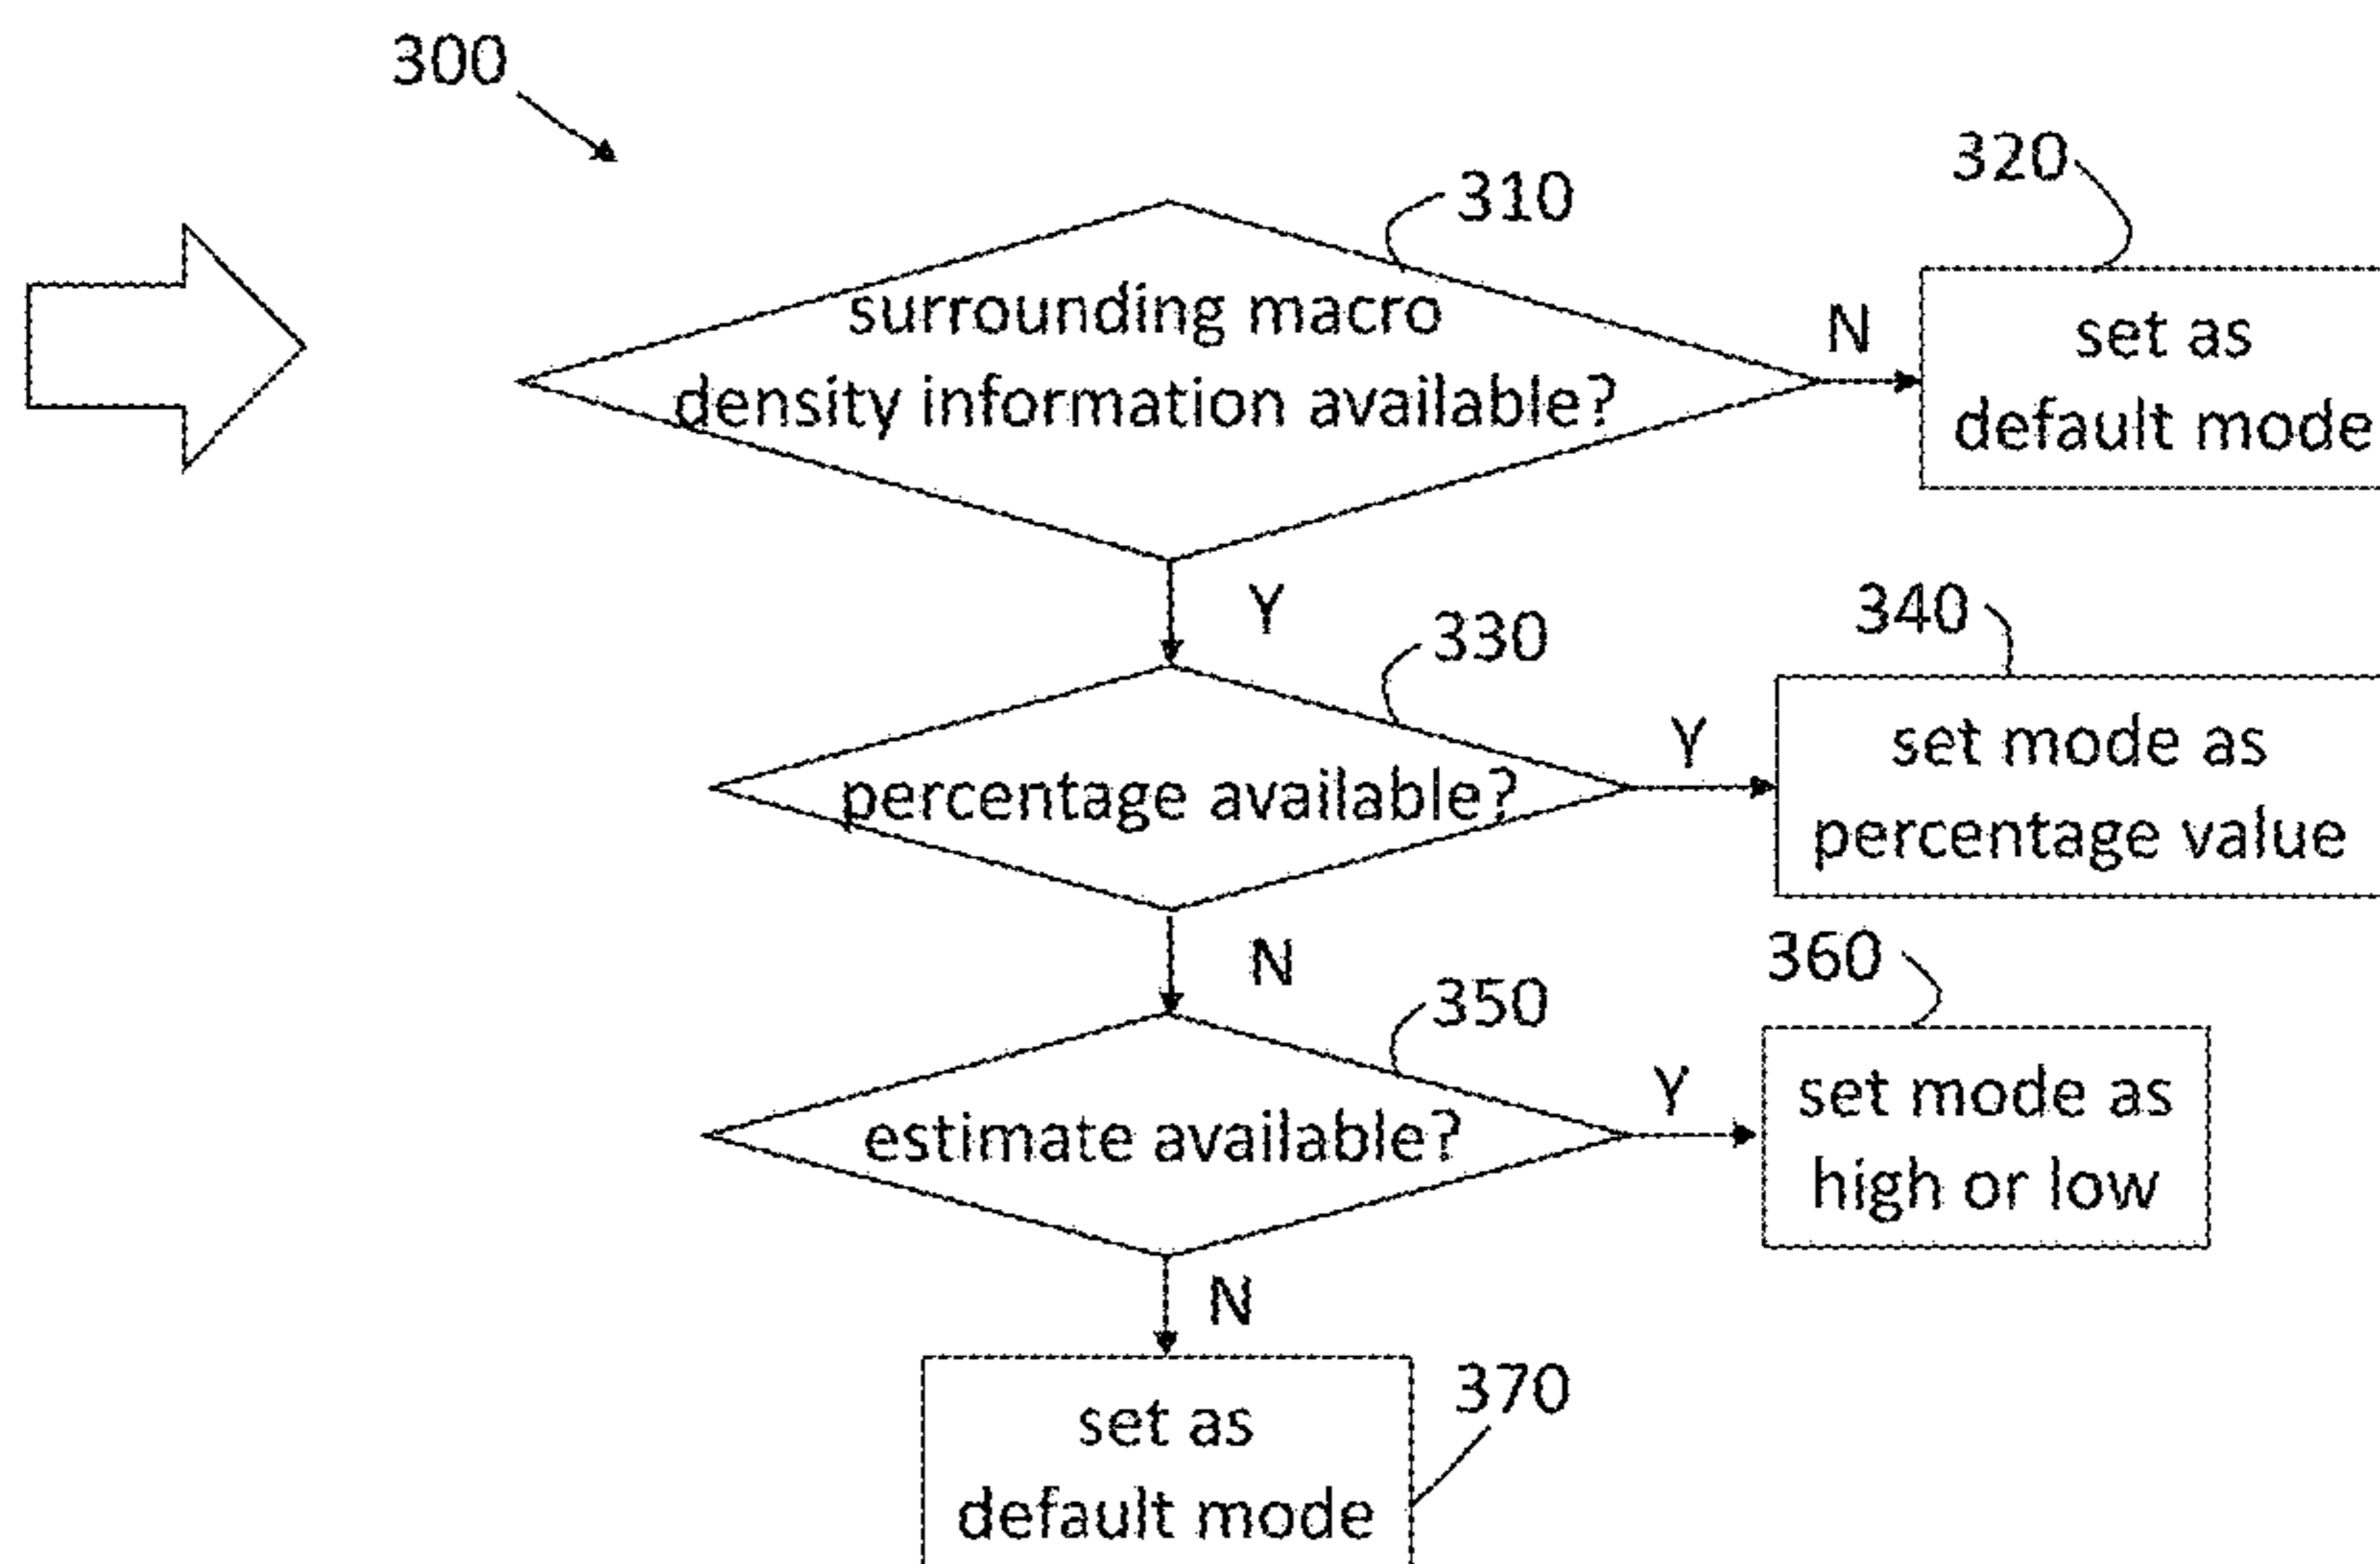 300
310
320
surrounding macro
density information available?
N
set as
default mode
Y
330
340
percentage available?
Y
set mode as
percentage value
N
350
360
estimate available?
Y
set mode as
high or low
N
370
set as
default mode